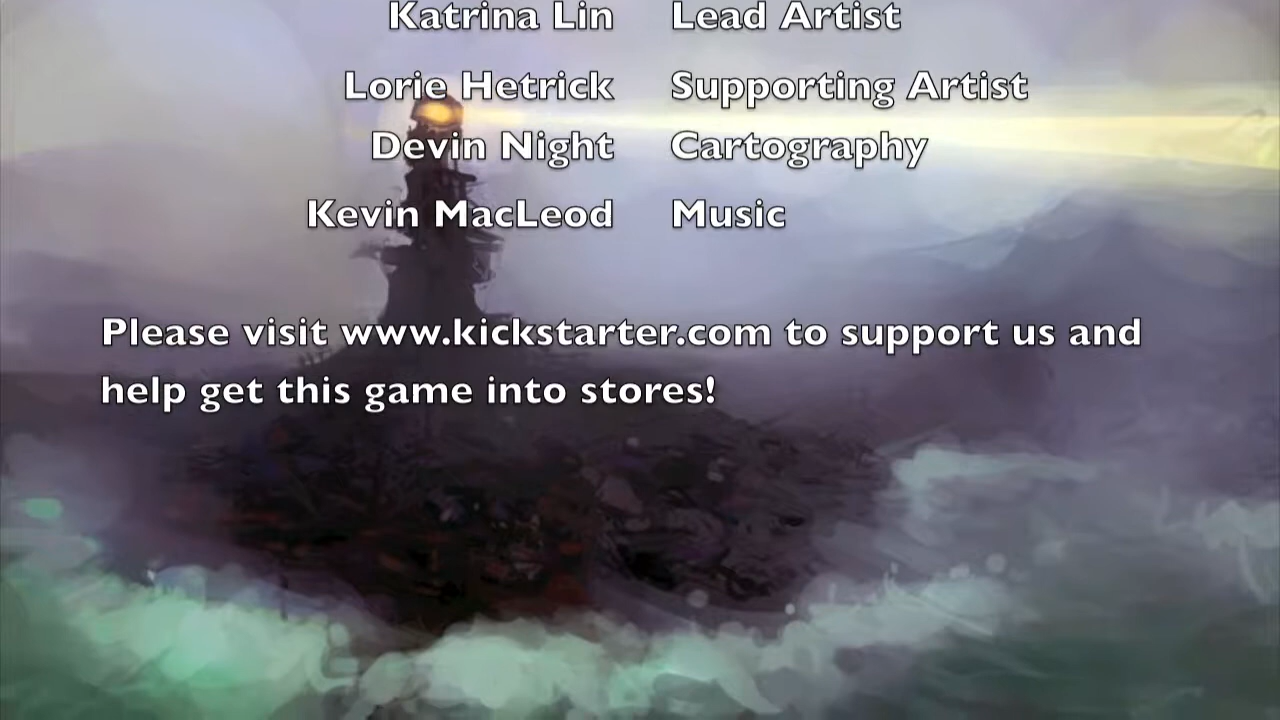 Katrina Lin Lead Artist
Lorie Hetrick Supporting Artist
Devin Night Cartography
Kevin MacLeod Music
Please visit www.kickstarter.com to support us and
help get this game into stores!